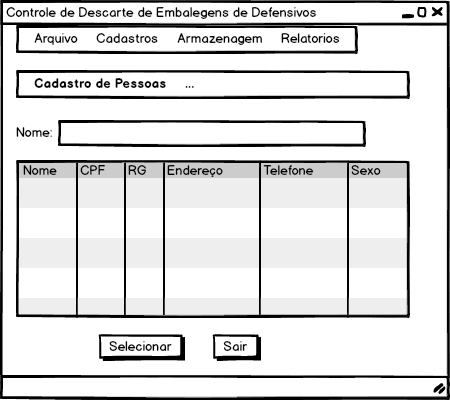 Controle de Descarte de Embalegens de Defensivos
Arquivo Cadastros Armazenagem Relatorios
Cadastro de Pessoas ...
Nome:
Nome CPF RG Endereço Telefone Sexo
Selecionar Sair